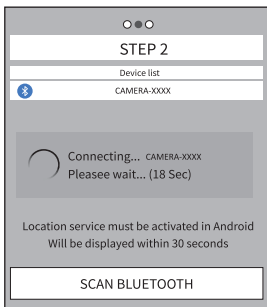 STEP 2
Device list
CAMERA-XXXX
Connecting... CAMERA-XXXX
Pleasee wait... (18 Sec)
Location service must be activated in Android
Will be displayed within 30 seconds
SCAN BLUETOOTH